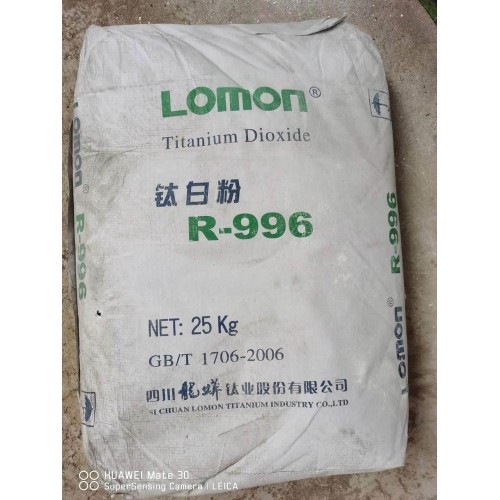 LOMON®
Titanium Dioxide
钛白粉
R-996
NET: 25 Kg
GB/T 1706-2006
四川龙蟒钛业股份有限公司
SI CHUAN LOMON TITANIUM INDUSTRY CO.,LTD
LOMON R-996
R-996
HUAWEI Mate 30
SuperSensing Camera | LEICA